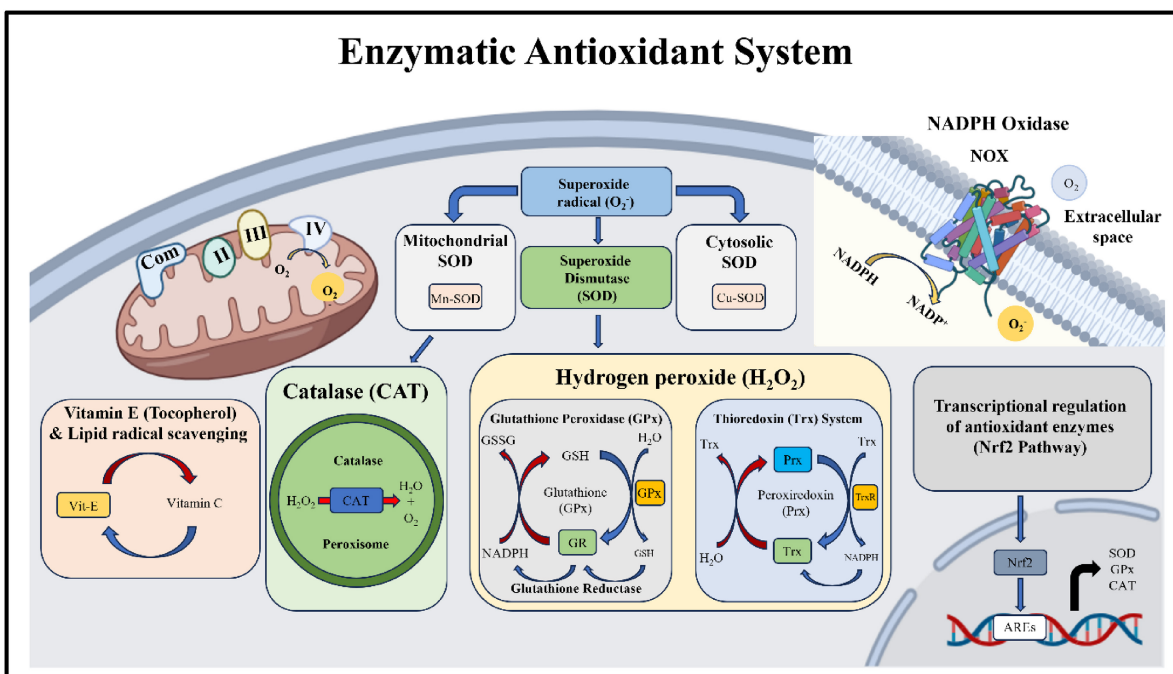 Enzymatic Antioxidant System
NADPH Oxidase
NOX
O₂
Extracellular
space
NADPH
NADP⁺
O₂⁻
Com
II
III
IV
O₂
O₂
Superoxide
radical (O₂⁻)
Mitochondrial
SOD
Mn-SOD
Superoxide
Dismutase
(SOD)
Cytosolic
SOD
Cu-SOD
Vitamin E (Tocopherol)
& Lipid radical scavenging
Vit-E
Vitamin C
Catalase (CAT)
Catalase
H₂O₂
CAT
H₂O
+
O₂
Peroxisome
Hydrogen peroxide (H₂O₂)
Glutathione Peroxidase (GPx)
GSSG
H₂O
GSH
Glutathione
(GPx)
GPx
NADPH
GR
GSH
Glutathione Reductase
Thioredoxin (Trx) System
Trx
Trx
Prx
Peroxiredoxin
(Prx)
TrxR
H₂O
Trx
NADPH
Transcriptional regulation
of antioxidant enzymes
(Nrf2 Pathway)
Nrf2
SOD
GPx
CAT
AREs